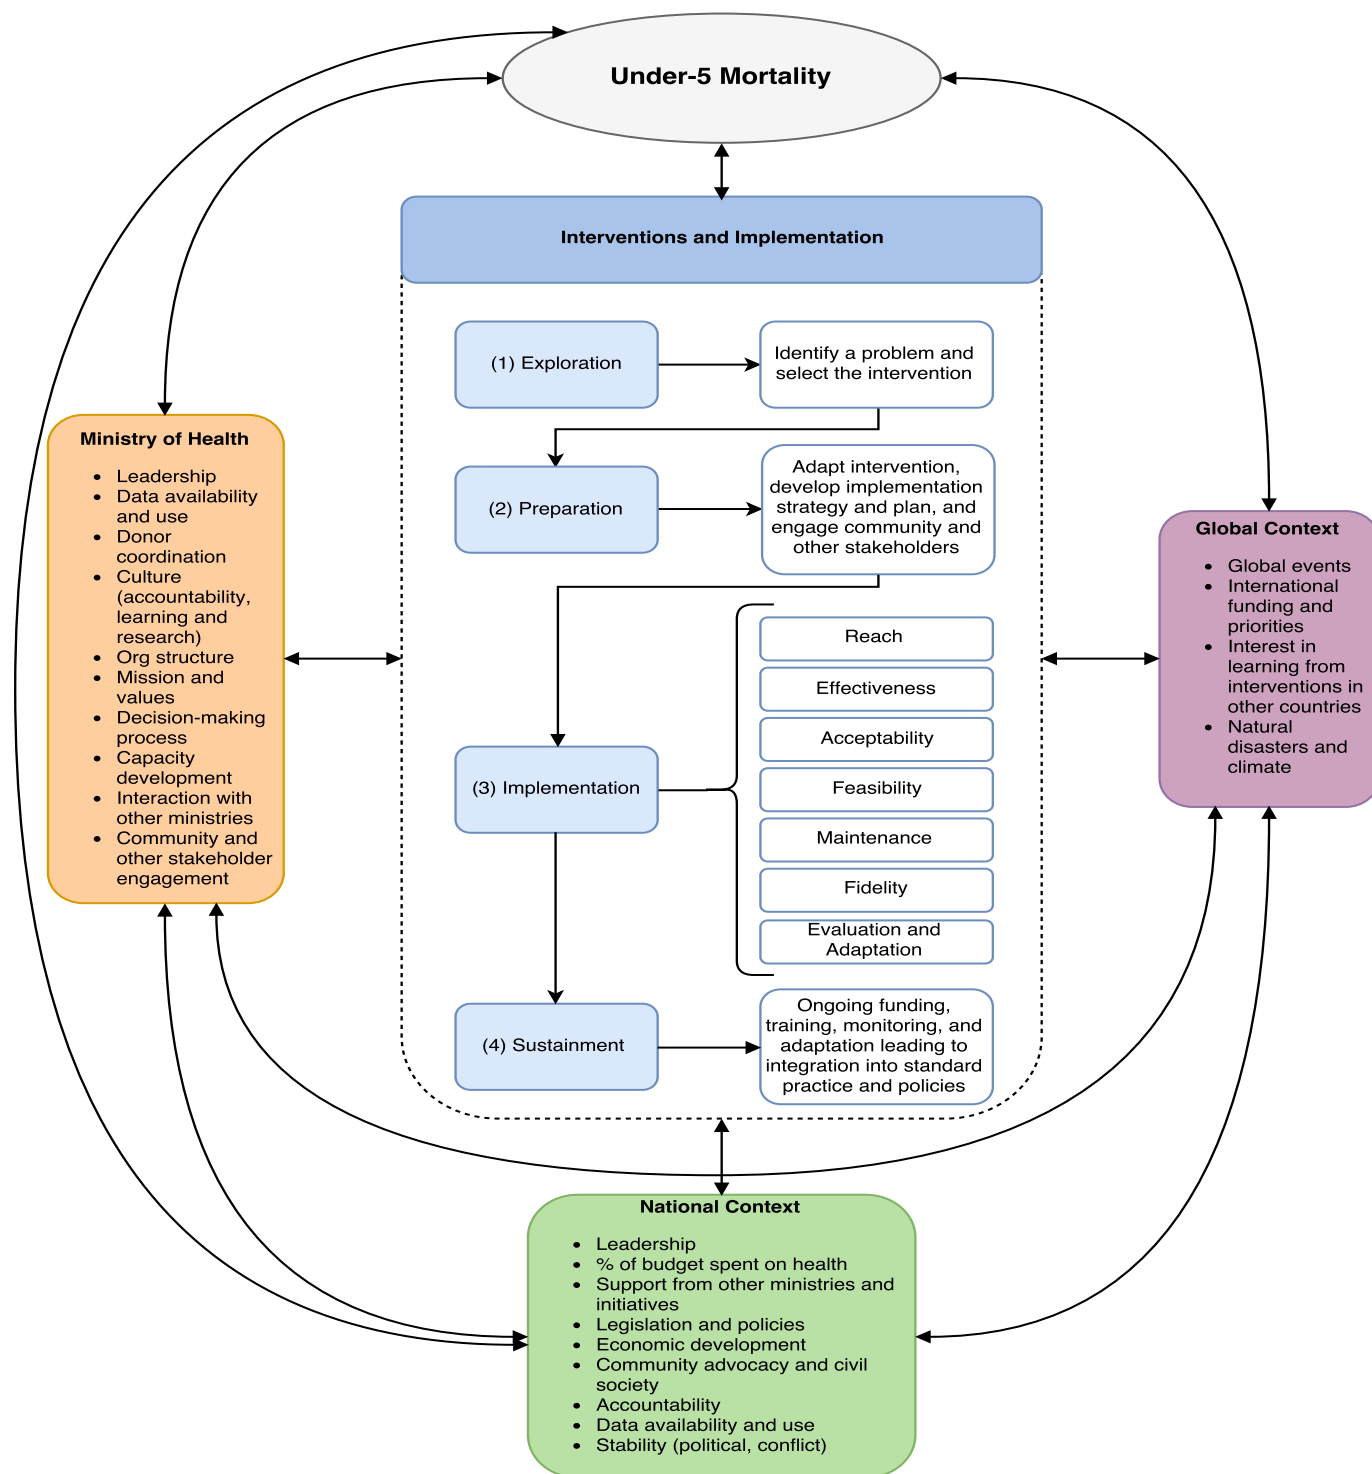 Under-5 Mortality
Interventions and Implementation
(1) Exploration
Identify a problem and
select the intervention
(2) Preparation
Adapt intervention,
develop implementation
strategy and plan, and
engage community and
other stakeholders
(3) Implementation
Reach
Effectiveness
Acceptability
Feasibility
Maintenance
Fidelity
Evaluation and
Adaptation
(4) Sustainment
Ongoing funding,
training, monitoring, and
adaptation leading to
integration into standard
practice and policies
Ministry of Health
• Leadership
• Data availability
and use
• Donor
coordination
• Culture
(accountability,
learning and
research)
• Org structure
• Mission and
values
• Decision-making
process
• Capacity
development
• Interaction with
other ministries
• Community and
other stakeholder
engagement
Global Context
• Global events
• International
funding and
priorities
• Interest in
learning from
interventions in
other countries
• Natural
disasters and
climate
National Context
• Leadership
• % of budget spent on health
• Support from other ministries and
initiatives
• Legislation and policies
• Economic development
• Community advocacy and civil
society
• Accountability
• Data availability and use
• Stability (political, conflict)